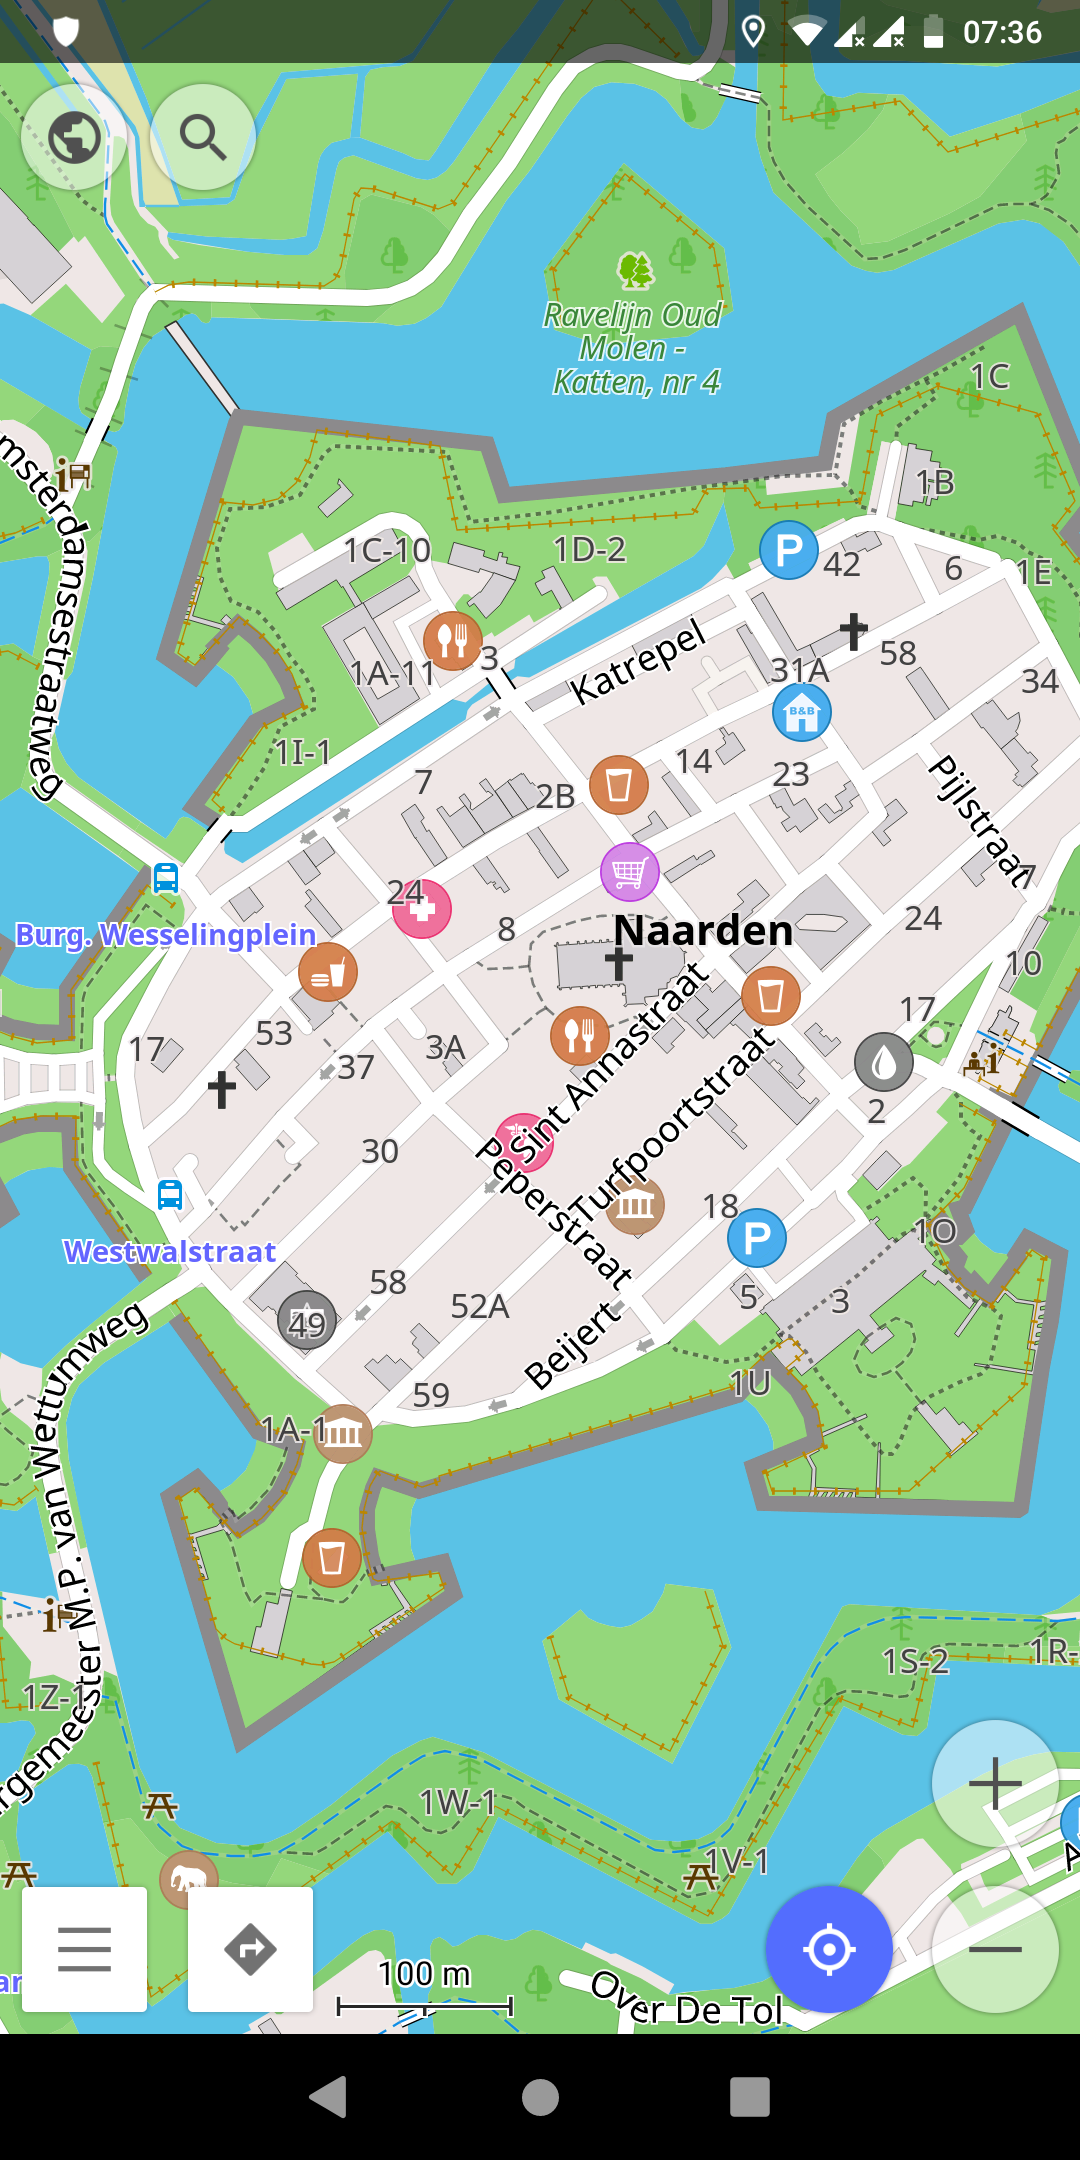 07:36
Ravelijn Oud
Molen -
Katten, nr 4
1C
1B
1C-10
1D-2
P
42
6
1E
3
1A-11
Katrepel
58
31A
34
B&B
1I-1
7
14
23
2B
Pijlstraat
7
24
8
Naarden
24
Burg. Wesselingplein
10
17
53
17
3A
37
2
30
Sint Annastraat
Turfpoortstraat
Peperstraat
18
P
1O
Westwalstraat
58
52A
5
3
49
Beijert
1U
59
1A-1
Burgemeester M.P. van Wettumweg
1S-2
1R-
1Z-1
1W-1
1V-1
100 m
Over De Tol